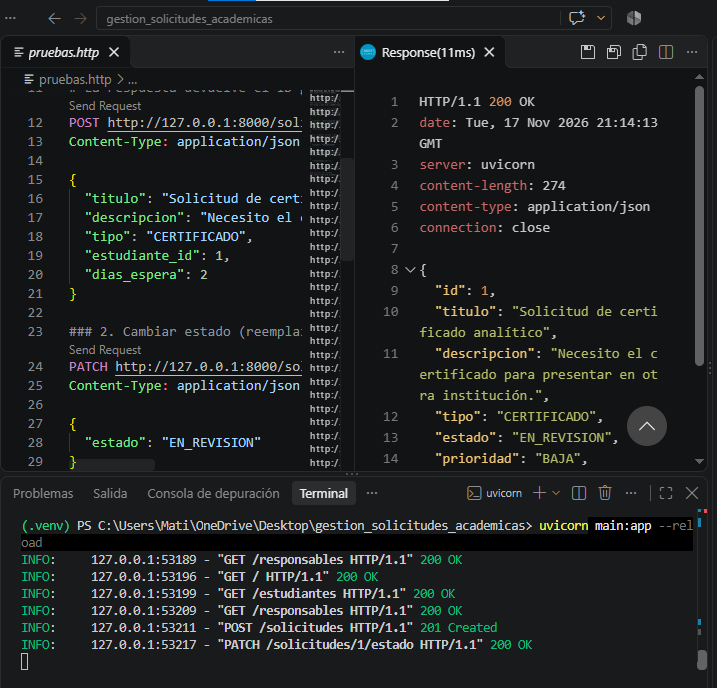 gestion_solicitudes_academicas
pruebas.http
Response(11ms)
pruebas.http > ...
11
Send Request
12 POST http://127.0.0.1:8000/sol
13 Content-Type: application/json
14
15 {
16 "titulo": "Solicitud de certi
17 "descripcion": "Necesito el c
18 "tipo": "CERTIFICADO",
19 "estudiante_id": 1,
20 "dias_espera": 2
21 }
22
23 ### 2. Cambiar estado (reempla
Send Request
24 PATCH http://127.0.0.1:8000/so
25 Content-Type: application/json
26
27 {
28 "estado": "EN_REVISION"
29 }
1 HTTP/1.1 200 OK
2 date: Tue, 17 Nov 2026 21:14:13
GMT
3 server: uvicorn
4 content-length: 274
5 content-type: application/json
6 connection: close
7
8 {
9 "id": 1,
10 "titulo": "Solicitud de certi
ficado analítico",
11 "descripcion": "Necesito el c
ertificado para presentar en ot
ra institución.",
12 "tipo": "CERTIFICADO",
13 "estado": "EN_REVISION",
14 "prioridad": "BAJA",
Problemas Salida Consola de depuración Terminal ... uvicorn
(.venv) PS C:\Users\Mati\OneDrive\Desktop\gestion_solicitudes_academicas> uvicorn main:app --rel
oad
INFO: 127.0.0.1:53189 - "GET /responsables HTTP/1.1" 200 OK
INFO: 127.0.0.1:53196 - "GET / HTTP/1.1" 200 OK
INFO: 127.0.0.1:53199 - "GET /estudiantes HTTP/1.1" 200 OK
INFO: 127.0.0.1:53209 - "GET /responsables HTTP/1.1" 200 OK
INFO: 127.0.0.1:53211 - "POST /solicitudes HTTP/1.1" 201 Created
INFO: 127.0.0.1:53217 - "PATCH /solicitudes/1/estado HTTP/1.1" 200 OK